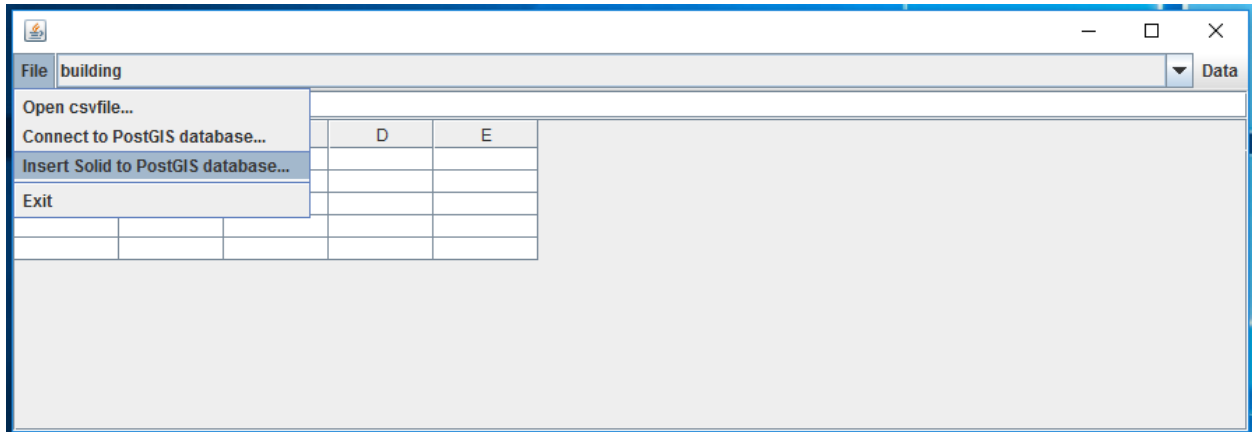 File building Data
Open csvfile...
Connect to PostGIS database...
D E
Insert Solid to PostGIS database...
Exit